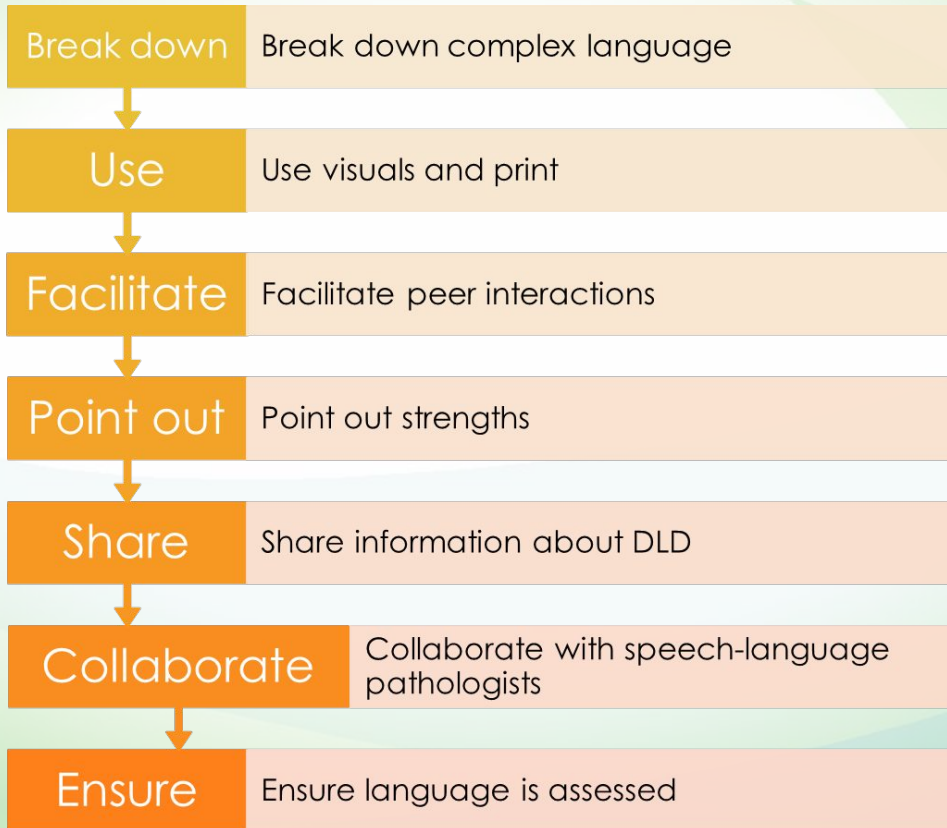 Break down
Break down complex language
Use
Use visuals and print
Facilitate
Facilitate peer interactions
Point out
Point out strengths
Share
Share information about DLD
Collaborate
Collaborate with speech-language
pathologists
Ensure
Ensure language is assessed